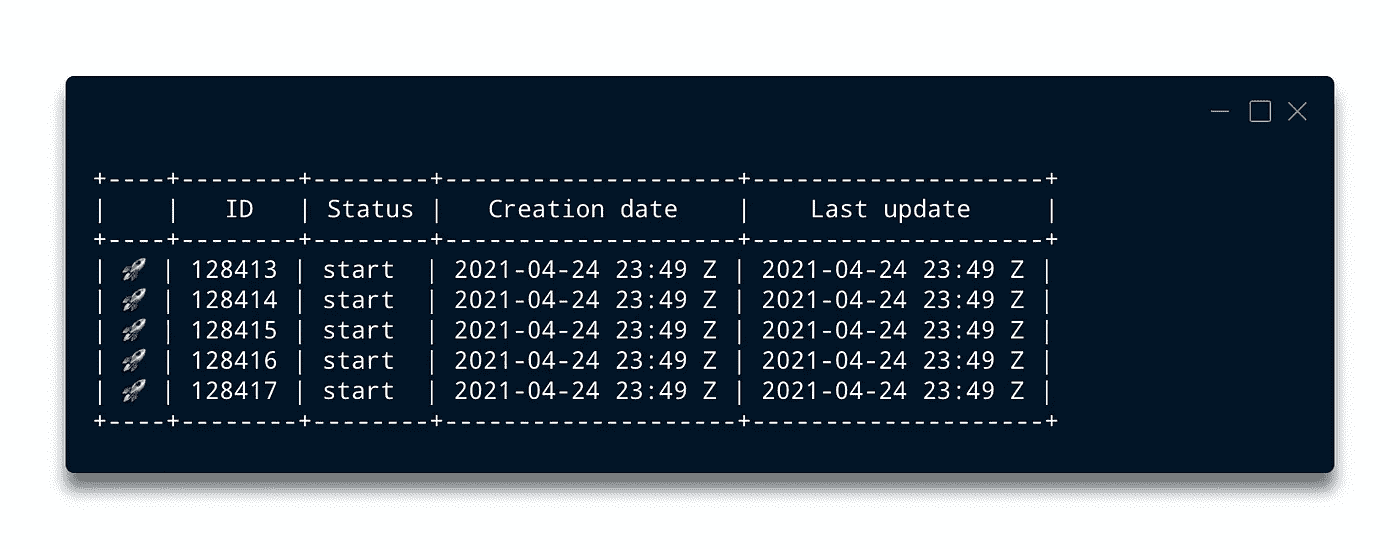 +----+--------+--------+--------------------+--------------------+
|    |   ID   | Status |   Creation date    |    Last update     |
+----+--------+--------+--------------------+--------------------+
| 🚀 | 128413 | start  | 2021-04-24 23:49 Z | 2021-04-24 23:49 Z |
| 🚀 | 128414 | start  | 2021-04-24 23:49 Z | 2021-04-24 23:49 Z |
| 🚀 | 128415 | start  | 2021-04-24 23:49 Z | 2021-04-24 23:49 Z |
| 🚀 | 128416 | start  | 2021-04-24 23:49 Z | 2021-04-24 23:49 Z |
| 🚀 | 128417 | start  | 2021-04-24 23:49 Z | 2021-04-24 23:49 Z |
+----+--------+--------+--------------------+--------------------+